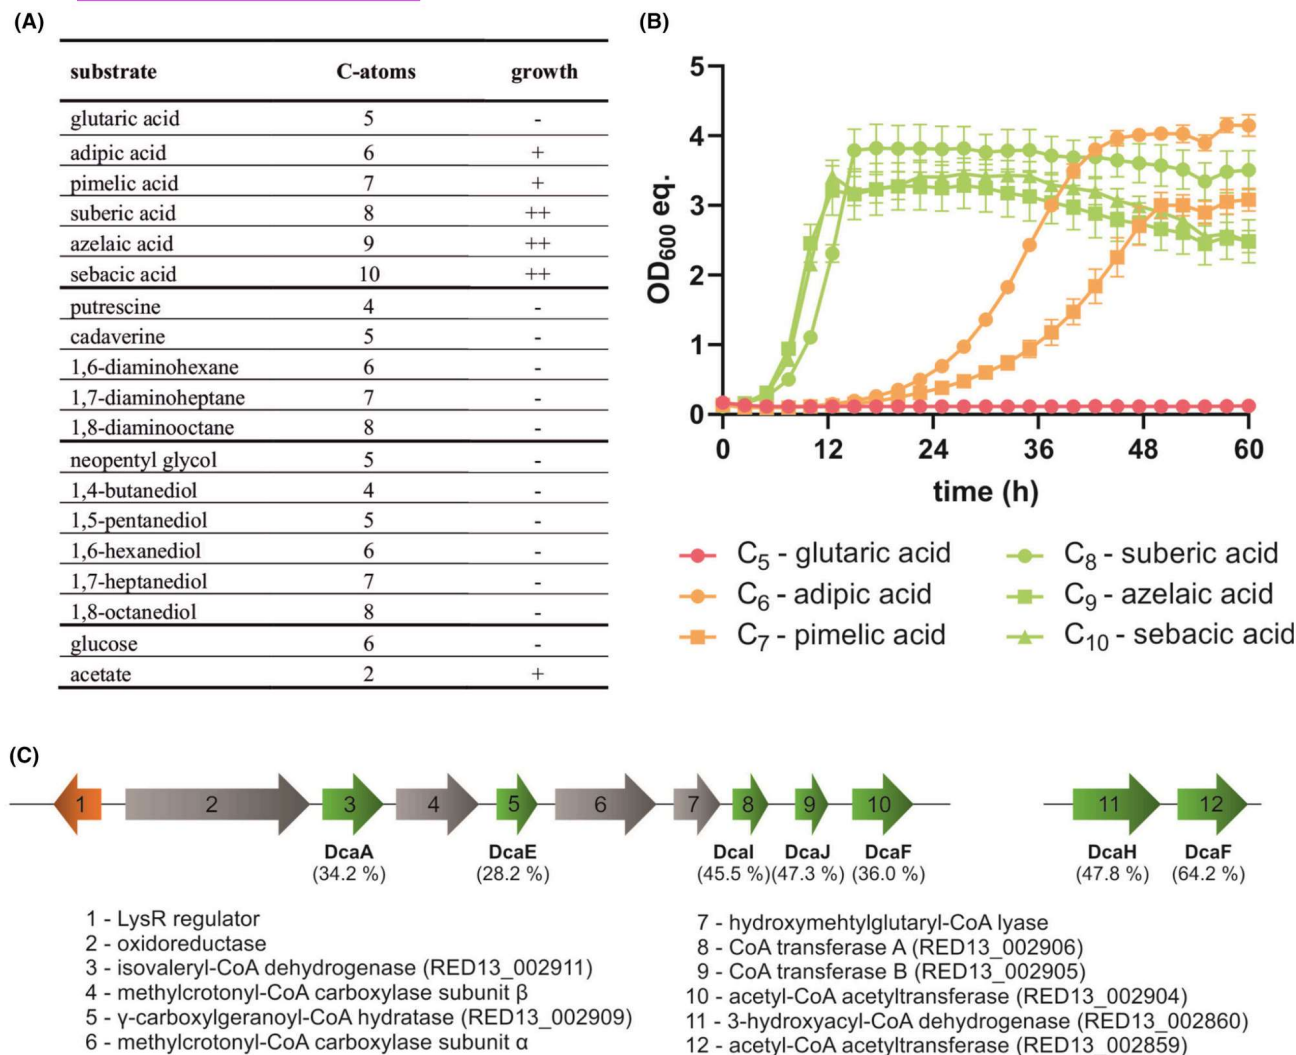 (A)
substrate C-atoms growth
glutaric acid 5 -
adipic acid 6 +
pimelic acid 7 +
suberic acid 8 ++
azelaic acid 9 ++
sebacic acid 10 ++
putrescine 4 -
cadaverine 5 -
1,6-diaminohexane 6 -
1,7-diaminoheptane 7 -
1,8-diaminooctane 8 -
neopentyl glycol 5 -
1,4-butanediol 4 -
1,5-pentanediol 5 -
1,6-hexanediol 6 -
1,7-heptanediol 7 -
1,8-octanediol 8 -
glucose 6 -
acetate 2 +
(B)
OD600 eq.
5
4
3
2
1
0
0 12 24 36 48 60
time (h)
C5 - glutaric acid C8 - suberic acid
C6 - adipic acid C9 - azelaic acid
C7 - pimelic acid C10 - sebacic acid
(C)
1 2 3 4 5 6 7 8 9 10 11 12
DcaA DcaE DcaI DcaJ DcaF DcaH DcaF
(34.2 %) (28.2 %) (45.5 %) (47.3 %) (36.0 %) (47.8 %) (64.2 %)
1 - LysR regulator
2 - oxidoreductase
3 - isovaleryl-CoA dehydrogenase (RED13_002911)
4 - methylcrotonyl-CoA carboxylase subunit β
5 - γ-carboxylgeranoyl-CoA hydratase (RED13_002909)
6 - methylcrotonyl-CoA carboxylase subunit α
7 - hydroxymehtylglutaryl-CoA lyase
8 - CoA transferase A (RED13_002906)
9 - CoA transferase B (RED13_002905)
10 - acetyl-CoA acetyltransferase (RED13_002904)
11 - 3-hydroxyacyl-CoA dehydrogenase (RED13_002860)
12 - acetyl-CoA acetyltransferase (RED13_002859)